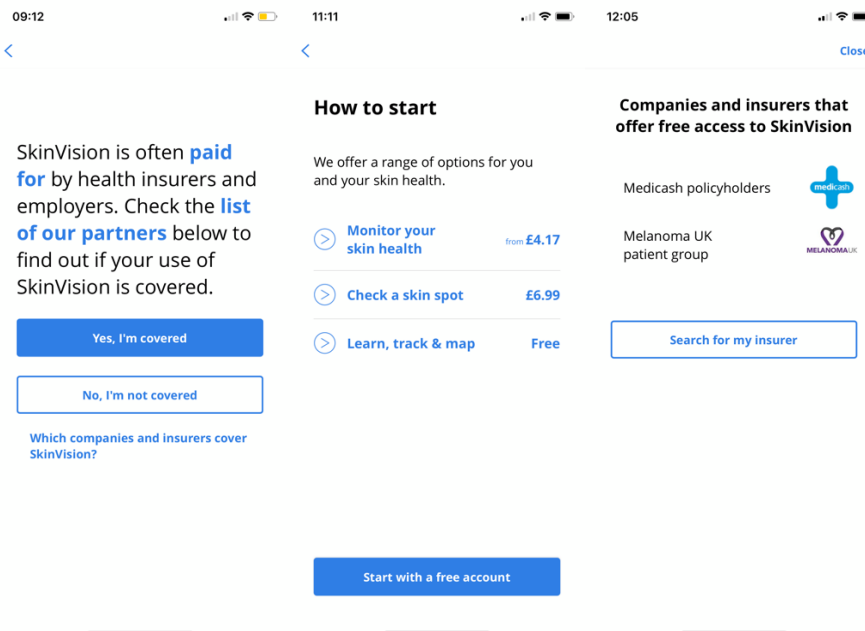 09:12
SkinVision is often paid
for by health insurers and
employers. Check the list
of our partners below to
find out if your use of
SkinVision is covered.
Yes, I'm covered
No, I'm not covered
Which companies and insurers cover
SkinVision?
11:11
How to start
We offer a range of options for you
and your skin health.
Monitor your
skin health
from £4.17
Check a skin spot £6.99
Learn, track & map Free
Start with a free account
12:05
Close
Companies and insurers that
offer free access to SkinVision
Medicash policyholders
medicash
Melanoma UK
patient group
MELANOMAUK
Search for my insurer